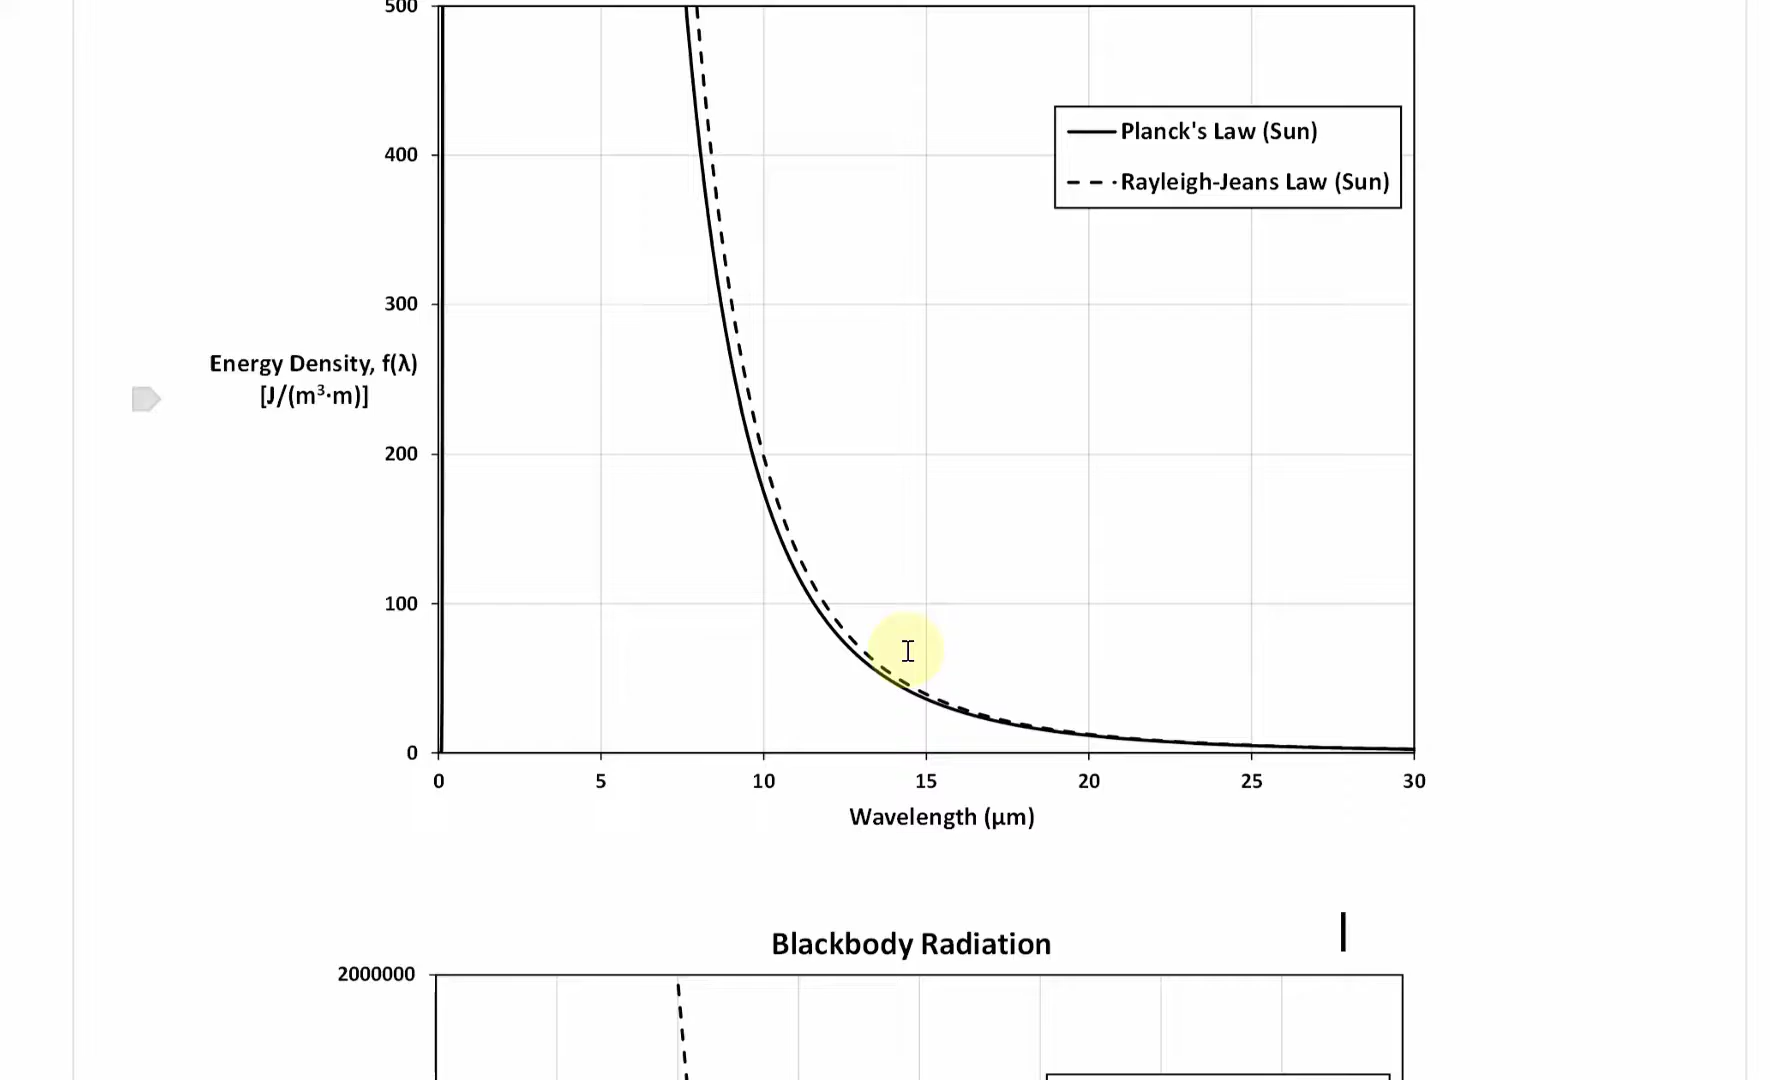 500
Planck's Law (Sun)
400
Rayleigh-Jeans Law (Sun)
300
Energy Density, f(λ)
[J/(m³·m)]
200
100
0
0 5 10 15 20 25 30
Wavelength (μm)
Blackbody Radiation
2000000